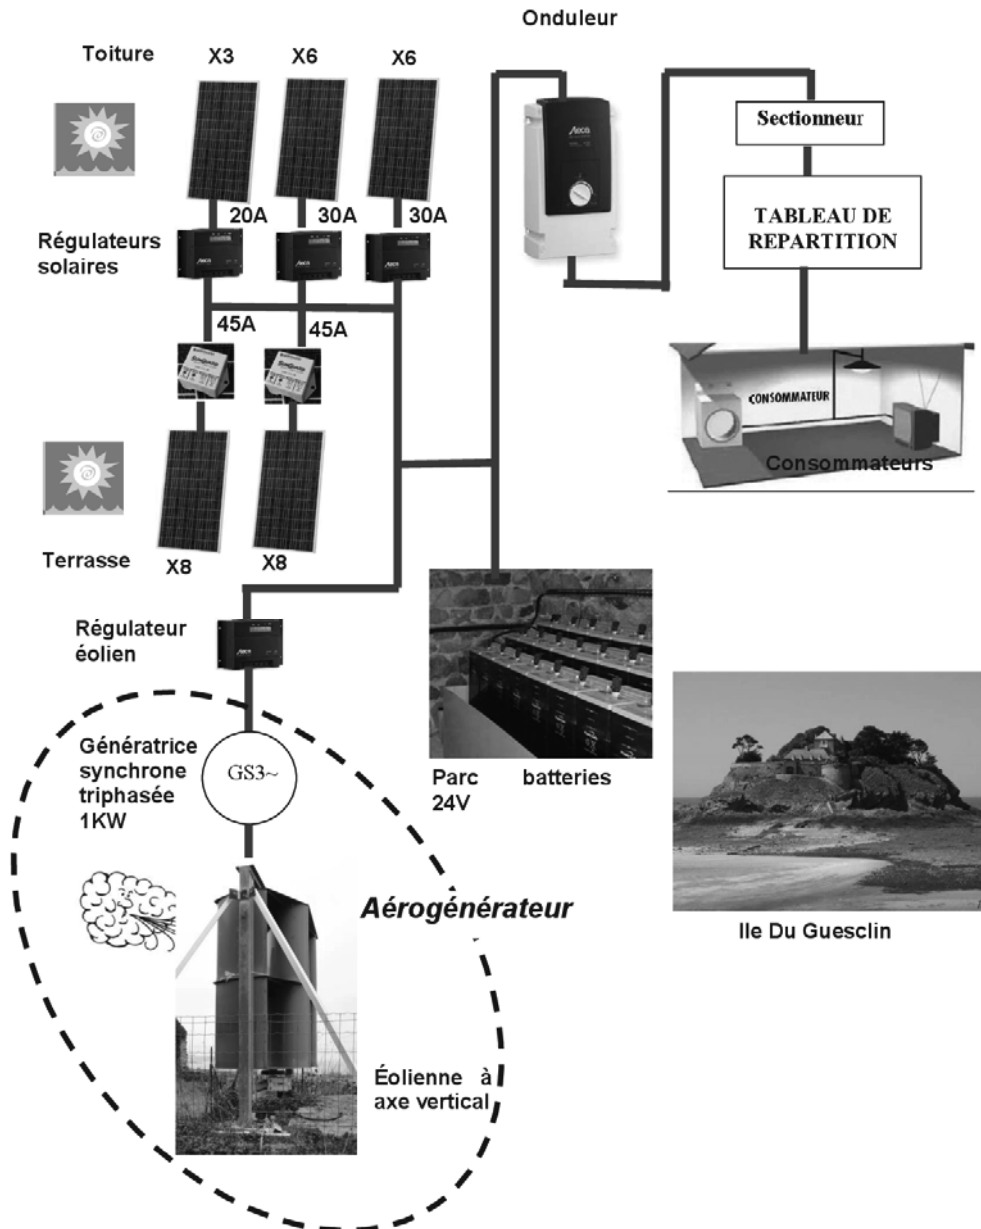 Onduleur
Toiture
X3
X6
X6
Sectionneur
20A
30A
30A
Régulateurs
solaires
TABLEAU DE
REPARTITION
45A
45A
CONSOMMATEUR
Consommateurs
Terrasse
X8
X8
Régulateur
éolien
Génératrice
synchrone
triphasée
1KW
GS3~
Parc batteries
24V
Aérogénérateur
Ile Du Guesclin
Éolienne à
axe vertical